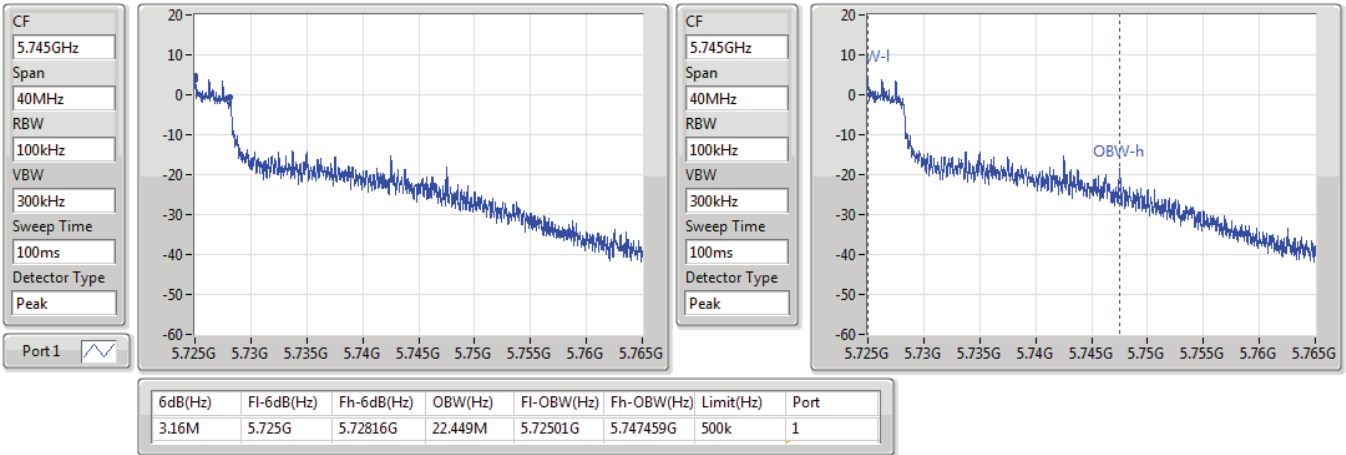 CF
5.745GHz
Span
40MHz
RBW
100kHz
VBW
300kHz
Sweep Time
100ms
Detector Type
Peak
Port 1
20
10
0
-10
-20
-30
-40
-50
-60
5.725G 5.73G 5.735G 5.74G 5.745G 5.75G 5.755G 5.76G 5.765G
CF
5.745GHz
Span
40MHz
RBW
100kHz
VBW
300kHz
Sweep Time
100ms
Detector Type
Peak
20
10
0
-10
-20
-30
-40
-50
-60
W-l
OBW-h
5.725G 5.73G 5.735G 5.74G 5.745G 5.75G 5.755G 5.76G 5.765G
6dB(Hz) Fl-6dB(Hz) Fh-6dB(Hz) OBW(Hz) Fl-OBW(Hz) Fh-OBW(Hz) Limit(Hz) Port
3.16M 5.725G 5.72816G 22.449M 5.72501G 5.747459G 500k 1